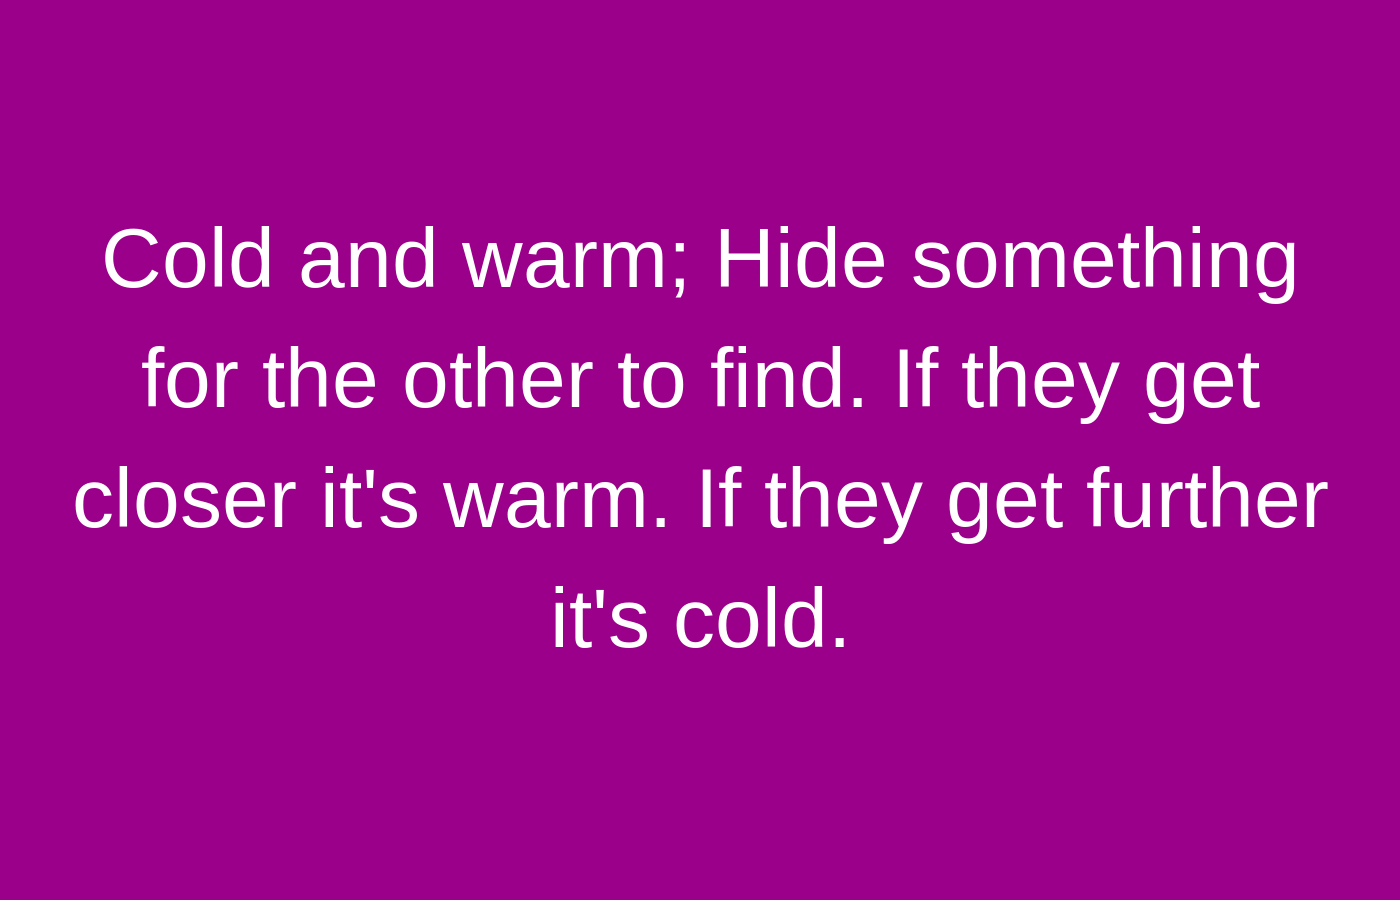 Cold and warm; Hide something
for the other to find. If they get
closer it's warm. If they get further
it's cold.